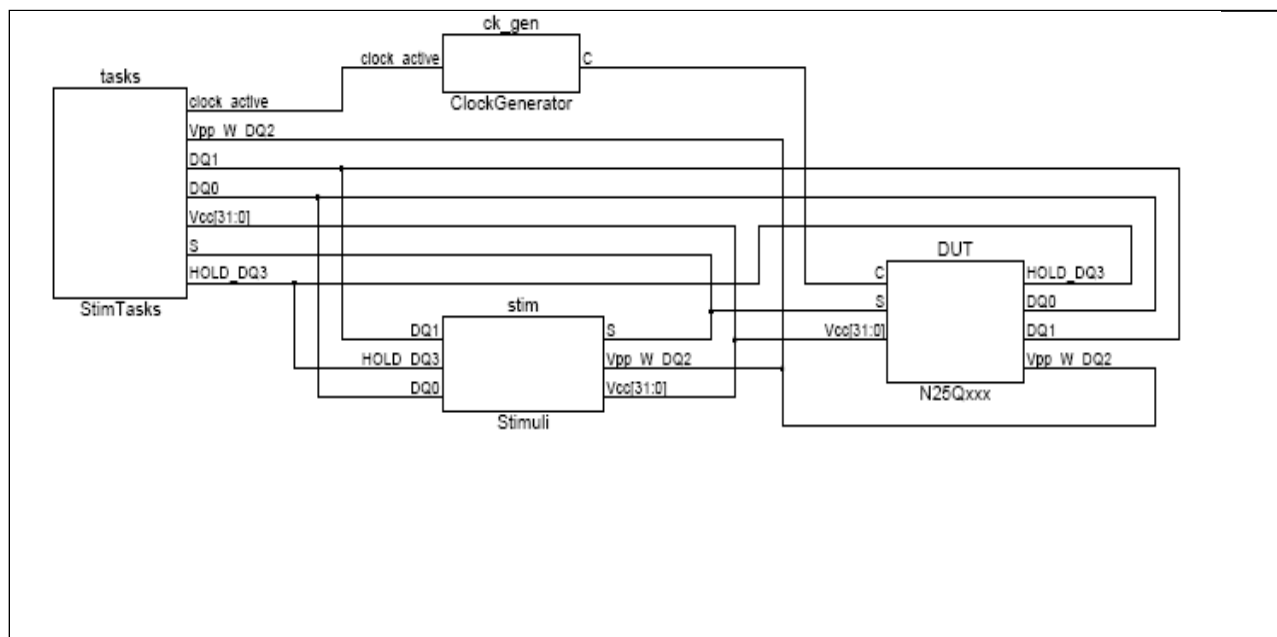 ck_gen
clock_active
C
ClockGenerator
tasks
clock_active
Vpp_W_DQ2
DQ1
DQ0
Vcc[31:0]
S
HOLD_DQ3
StimTasks
stim
DQ1
HOLD_DQ3
DQ0
S
Vpp_W_DQ2
Vcc[31:0]
Stimuli
DUT
C
S
Vcc[31:0]
HOLD_DQ3
DQ0
DQ1
Vpp_W_DQ2
N25Qxxx